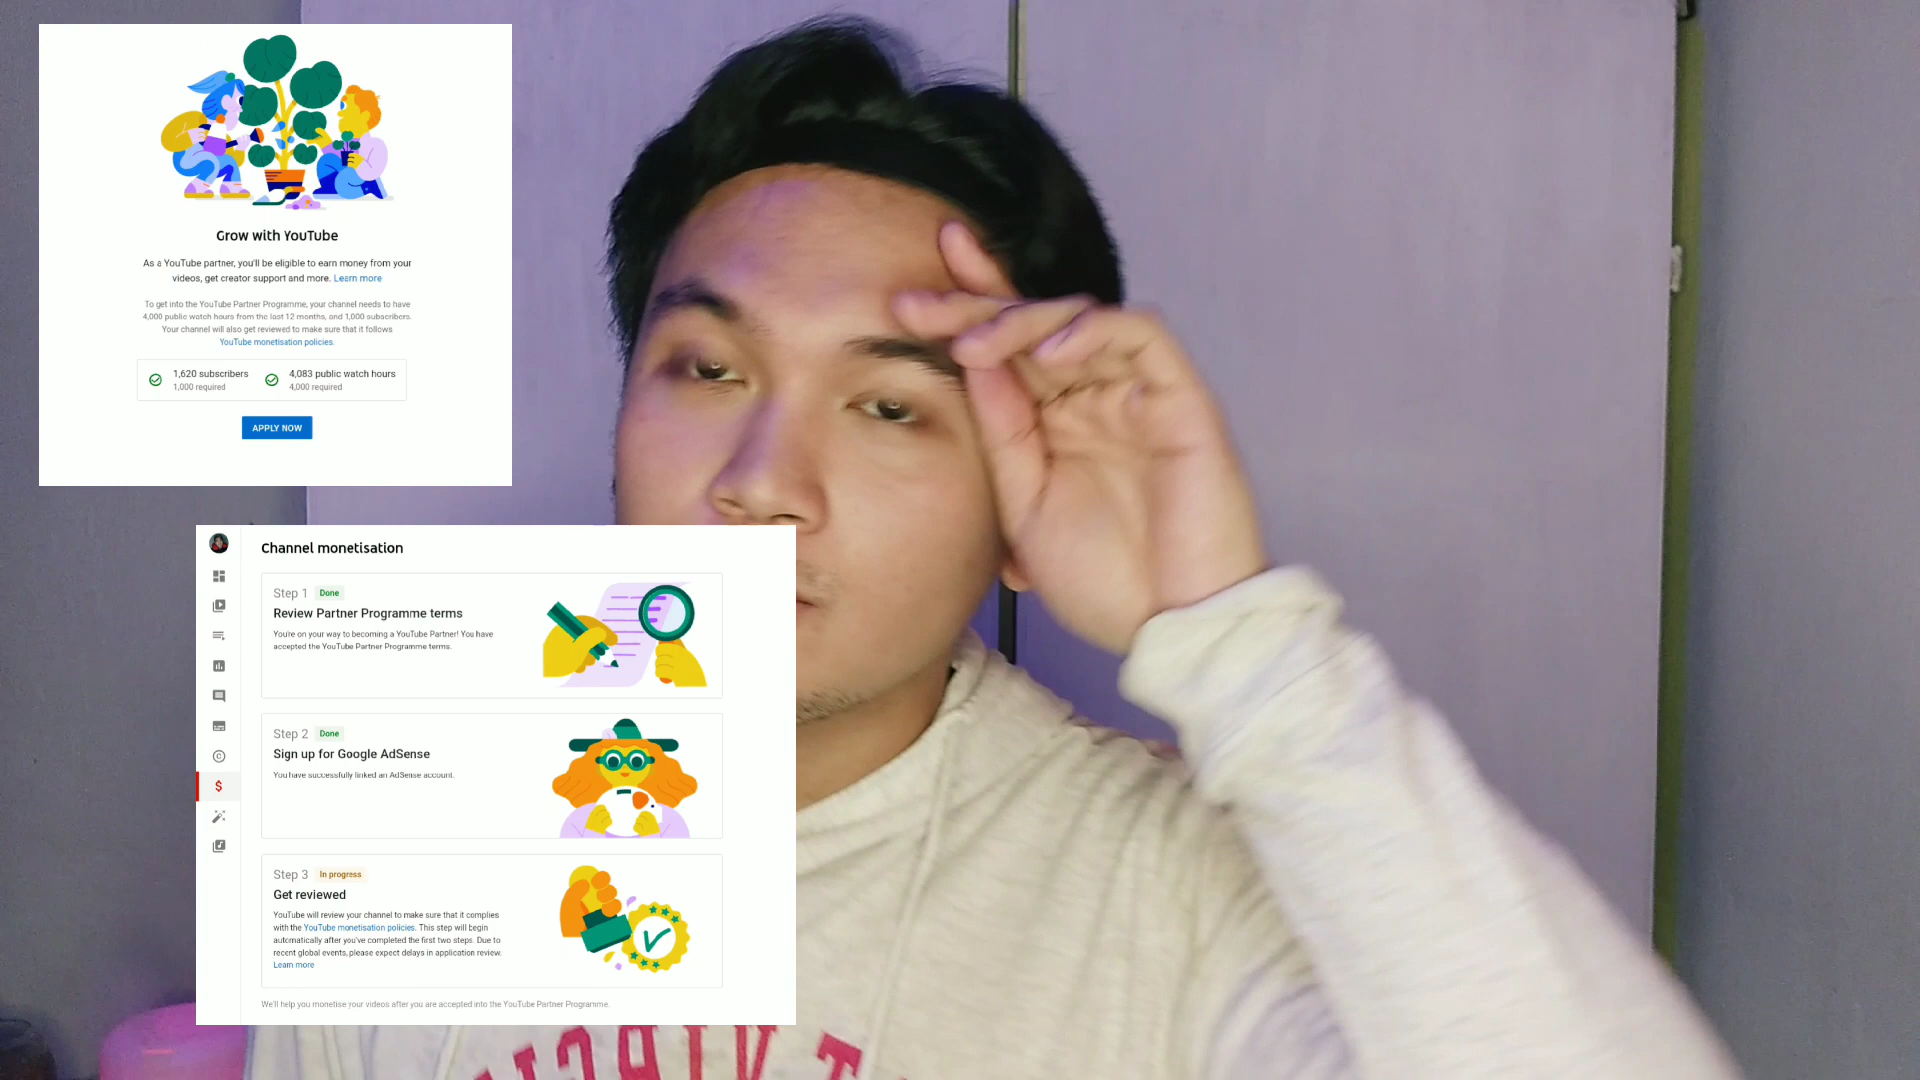 Grow with YouTube
As a YouTube partner, you'll be eligible to earn money from your
videos, get creator support and more. Learn more
To get into the YouTube Partner Programme, your channel needs to have
4,000 public watch hours from the last 12 months, and 1,000 subscribers.
Your channel will also get reviewed to make sure that it follows
YouTube monetisation policies.
1,620 subscribers
1,000 required
4,083 public watch hours
4,000 required
APPLY NOW
Channel monetisation
Step 1 Done
Review Partner Programme terms
You're on your way to becoming a YouTube Partner! You have
accepted the YouTube Partner Programme terms.
Step 2 Done
Sign up for Google AdSense
You have successfully linked an AdSense account.
Step 3 In progress
Get reviewed
YouTube will review your channel to make sure that it complies
with the YouTube monetisation policies. This step will begin
automatically after you've completed the first two steps. Due to
recent global events, please expect delays in application review.
Learn more
We'll help you monetise your videos after you are accepted into the YouTube Partner Programme.